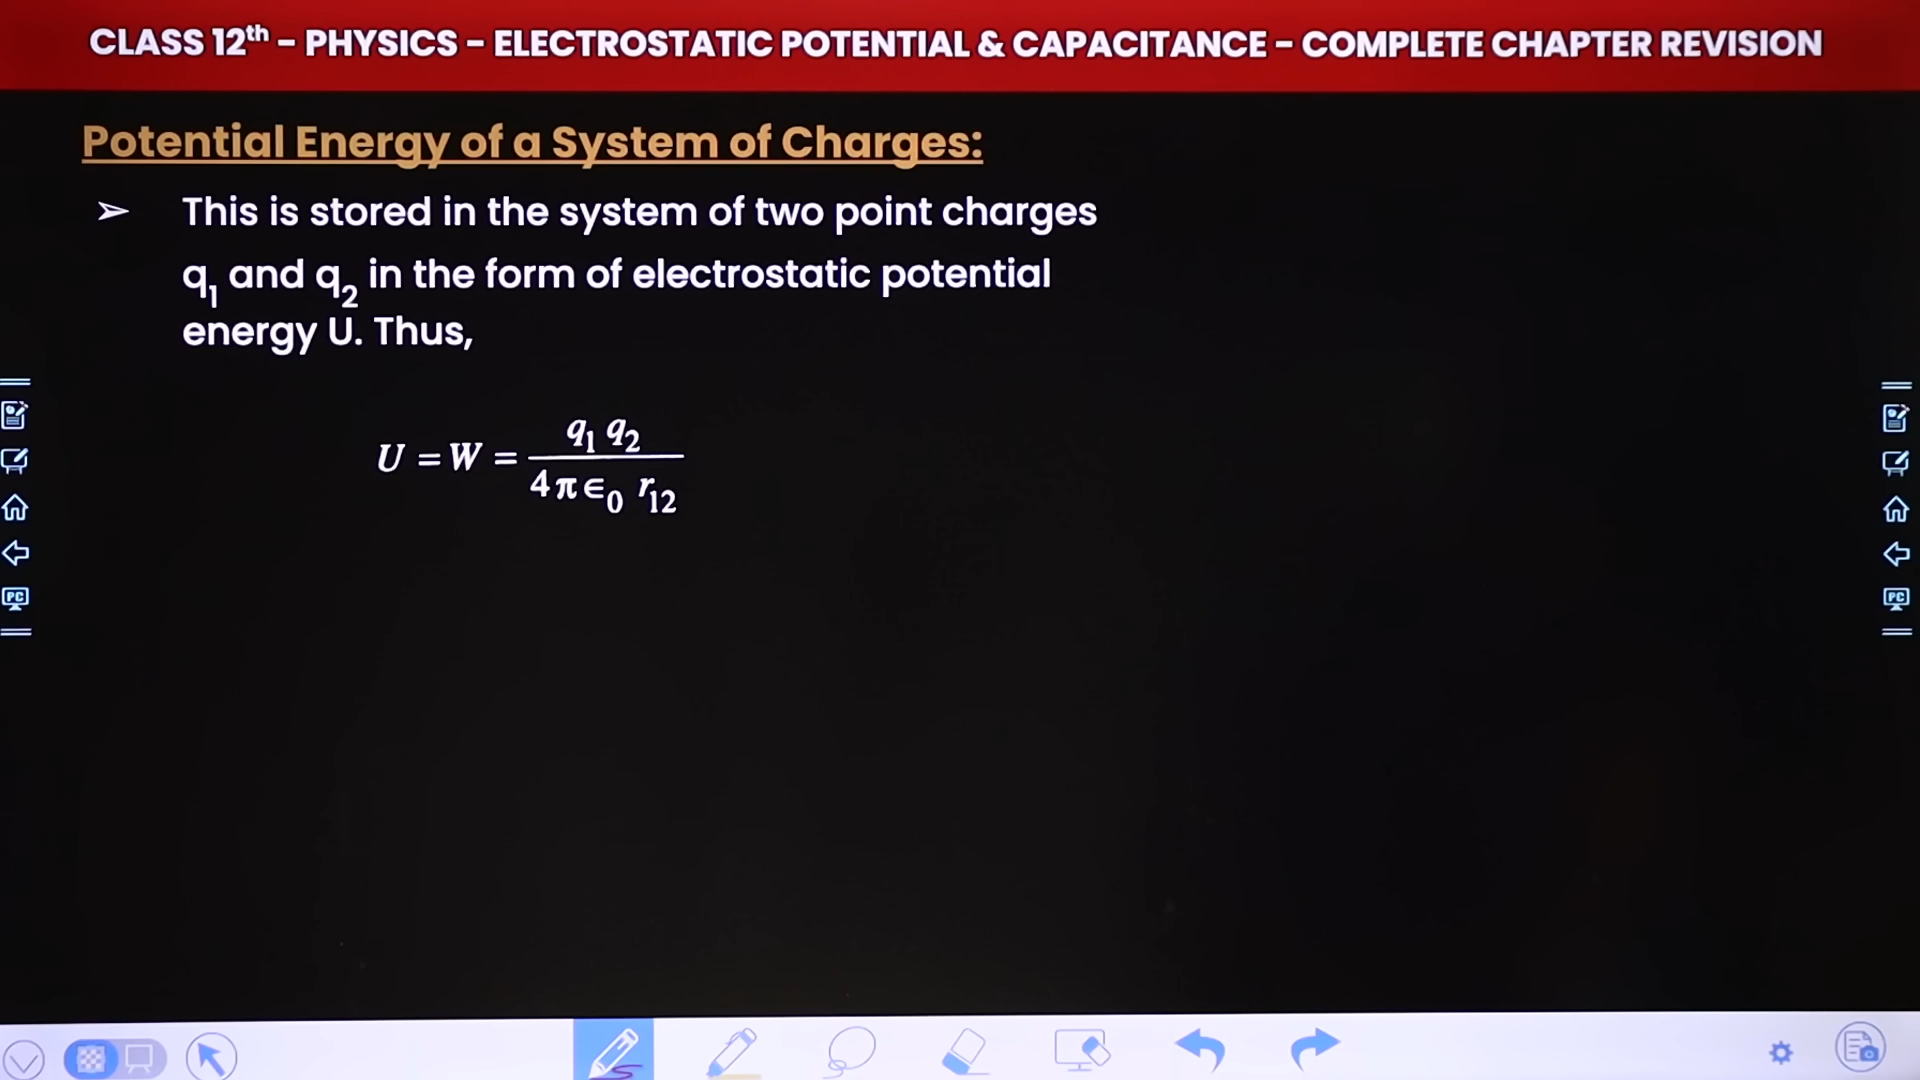 CLASS 12th – PHYSICS – ELECTROSTATIC POTENTIAL & CAPACITANCE – COMPLETE CHAPTER REVISION
Potential Energy of a System of Charges:
➢ This is stored in the system of two point charges
q₁ and q₂ in the form of electrostatic potential
energy U. Thus,
U = W = q₁ q₂ / 4π∈₀ r₁₂
PC PC